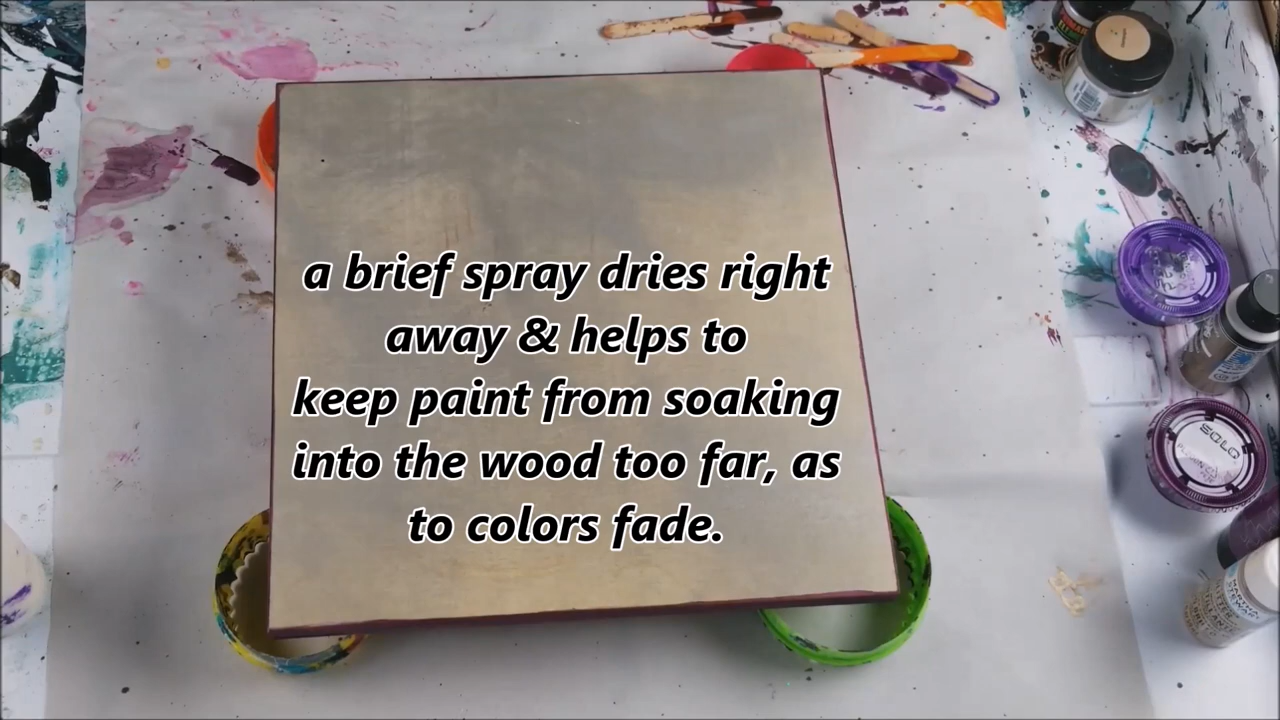 a brief spray dries right
away & helps to
keep paint from soaking
into the wood too far, as
to colors fade.
SOLO